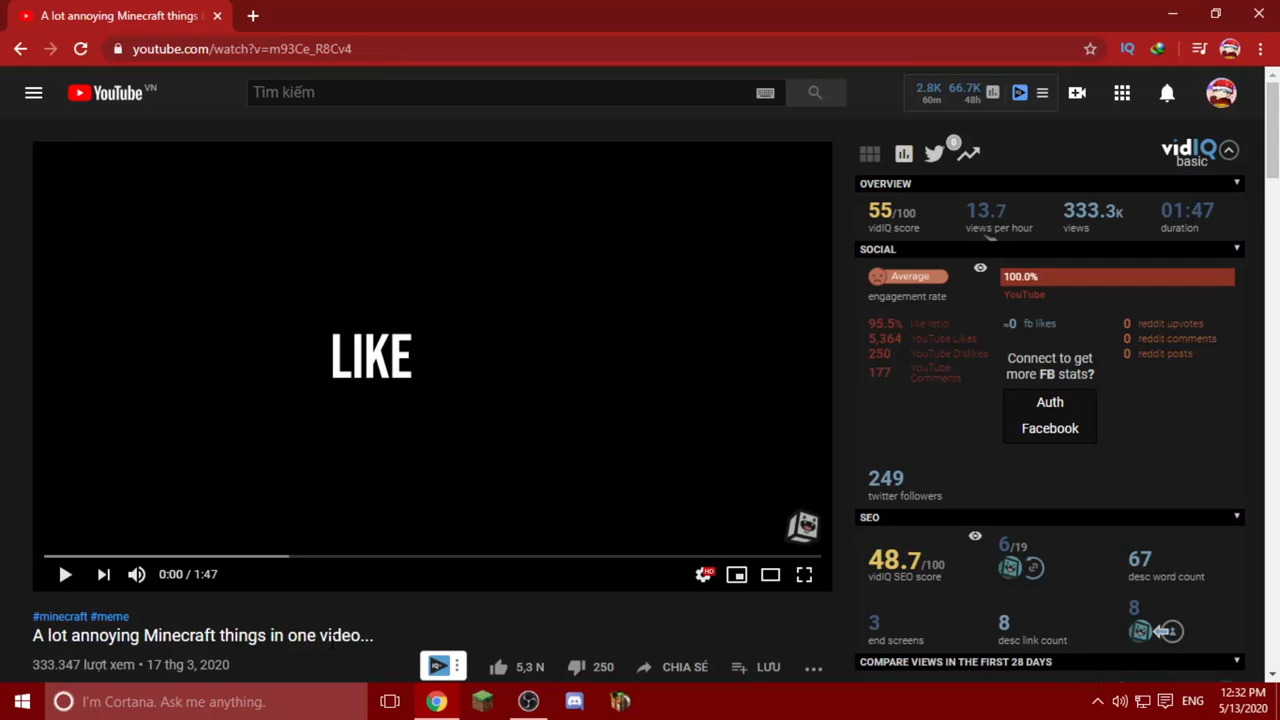 A lot annoying Minecraft things i
youtube.com/watch?v=m93Ce_R8Cv4
IQ
YouTube VN
Tìm kiếm
2.8K 66.7K
60m 48h
0
vidIQ
basic
OVERVIEW
55/100 13.7 333.3K 01:47
vidIQ score views per hour views duration
SOCIAL
Average
engagement rate
100.0%
YouTube
95.5% like ratio
5,364 YouTube Likes
250 YouTube Dislikes
177 YouTube Comments
≈0 fb likes
0 reddit upvotes
0 reddit comments
0 reddit posts
Connect to get
more FB stats?
Auth
Facebook
249
twitter followers
SEO
48.7/100
vidIQ SEO score
6/19
67
desc word count
3
end screens
8
desc link count
8
COMPARE VIEWS IN THE FIRST 28 DAYS
LIKE
0:00 / 1:47
HD
#minecraft #meme
A lot annoying Minecraft things in one video...
333.347 lượt xem • 17 thg 3, 2020
5,3 N 250 CHIA SẺ LƯU
I'm Cortana. Ask me anything.
ENG
12:32 PM
5/13/2020